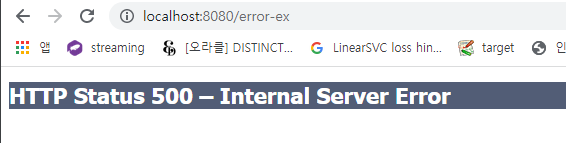 localhost:8080/error-ex
앱 streaming [오라클] DISTINCT... LinearSVC loss hin... target
HTTP Status 500 – Internal Server Error